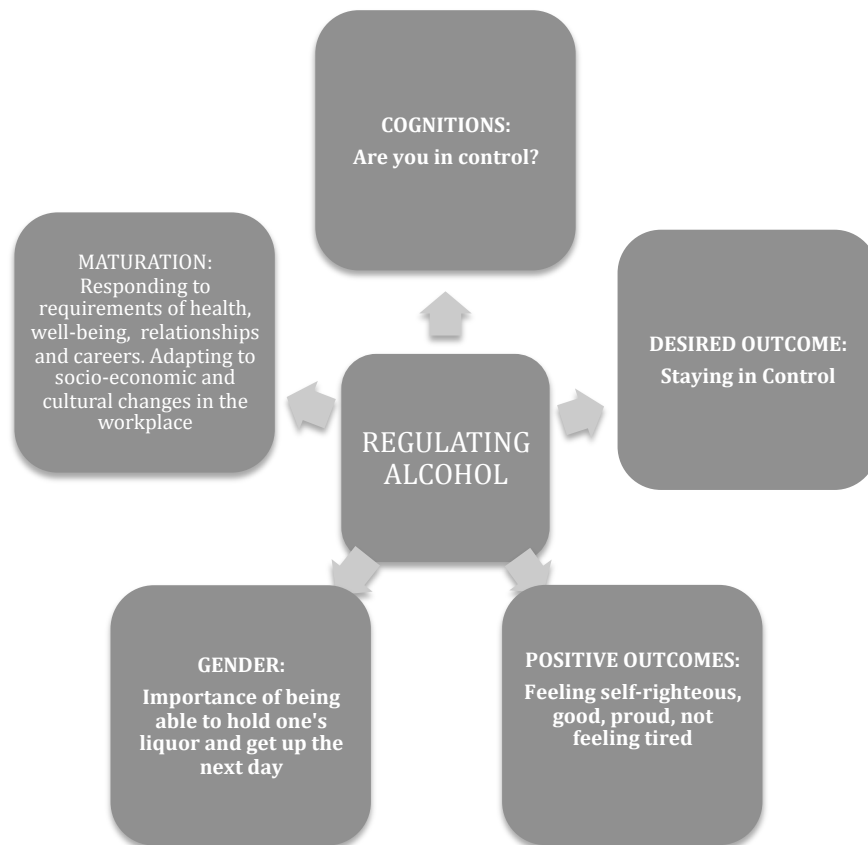 COGNITIONS:
Are you in control?
MATURATION:
Responding to
requirements of health,
well-being, relationships
and careers. Adapting to
socio-economic and
cultural changes in the
workplace
DESIRED OUTCOME:
Staying in Control
REGULATING
ALCOHOL
GENDER:
Importance of being
able to hold one's
liquor and get up the
next day
POSITIVE OUTCOMES:
Feeling self-righteous,
good, proud, not
feeling tired